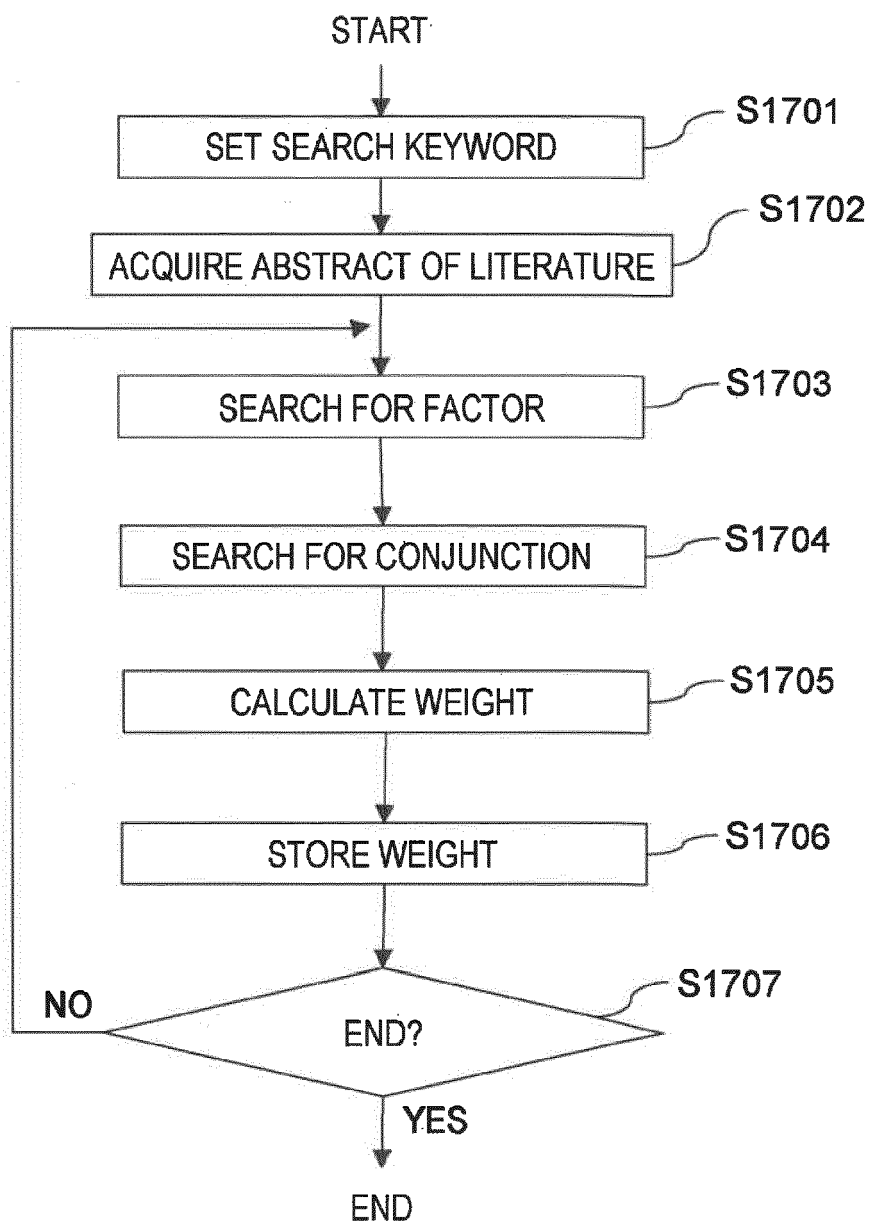 START
S1701
SET SEARCH KEYWORD
S1702
ACQUIRE ABSTRACT OF LITERATURE
S1703
SEARCH FOR FACTOR
S1704
SEARCH FOR CONJUNCTION
S1705
CALCULATE WEIGHT
S1706
STORE WEIGHT
S1707
NO
END?
YES
END